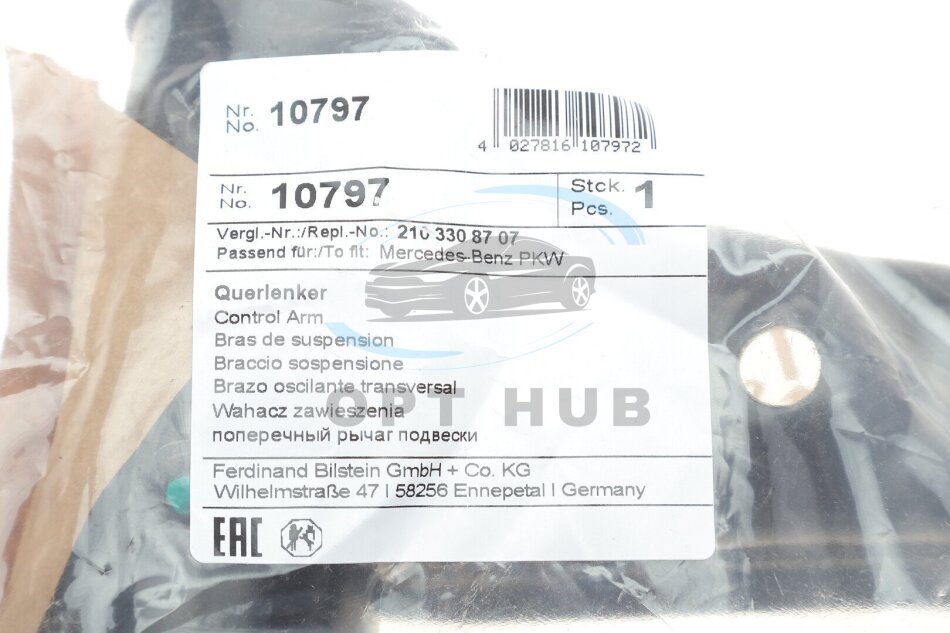 Nr.
No. 10797
4 027816 107972
Nr.
No. 10797
Stck.
Pcs. 1
Vergl.-Nr.:/Repl.-No.: 210 330 87 07
Passend für:/To fit: Mercedes-Benz PKW
Querlenker
Control Arm
Bras de suspension
Braccio sospensione
Brazo oscilante transversal
Wahacz zawieszenia
поперечный рычаг подвески
OPT HUB
Ferdinand Bilstein GmbH + Co. KG
Wilhelmstraße 47 I 58256 Ennepetal I Germany
EAC